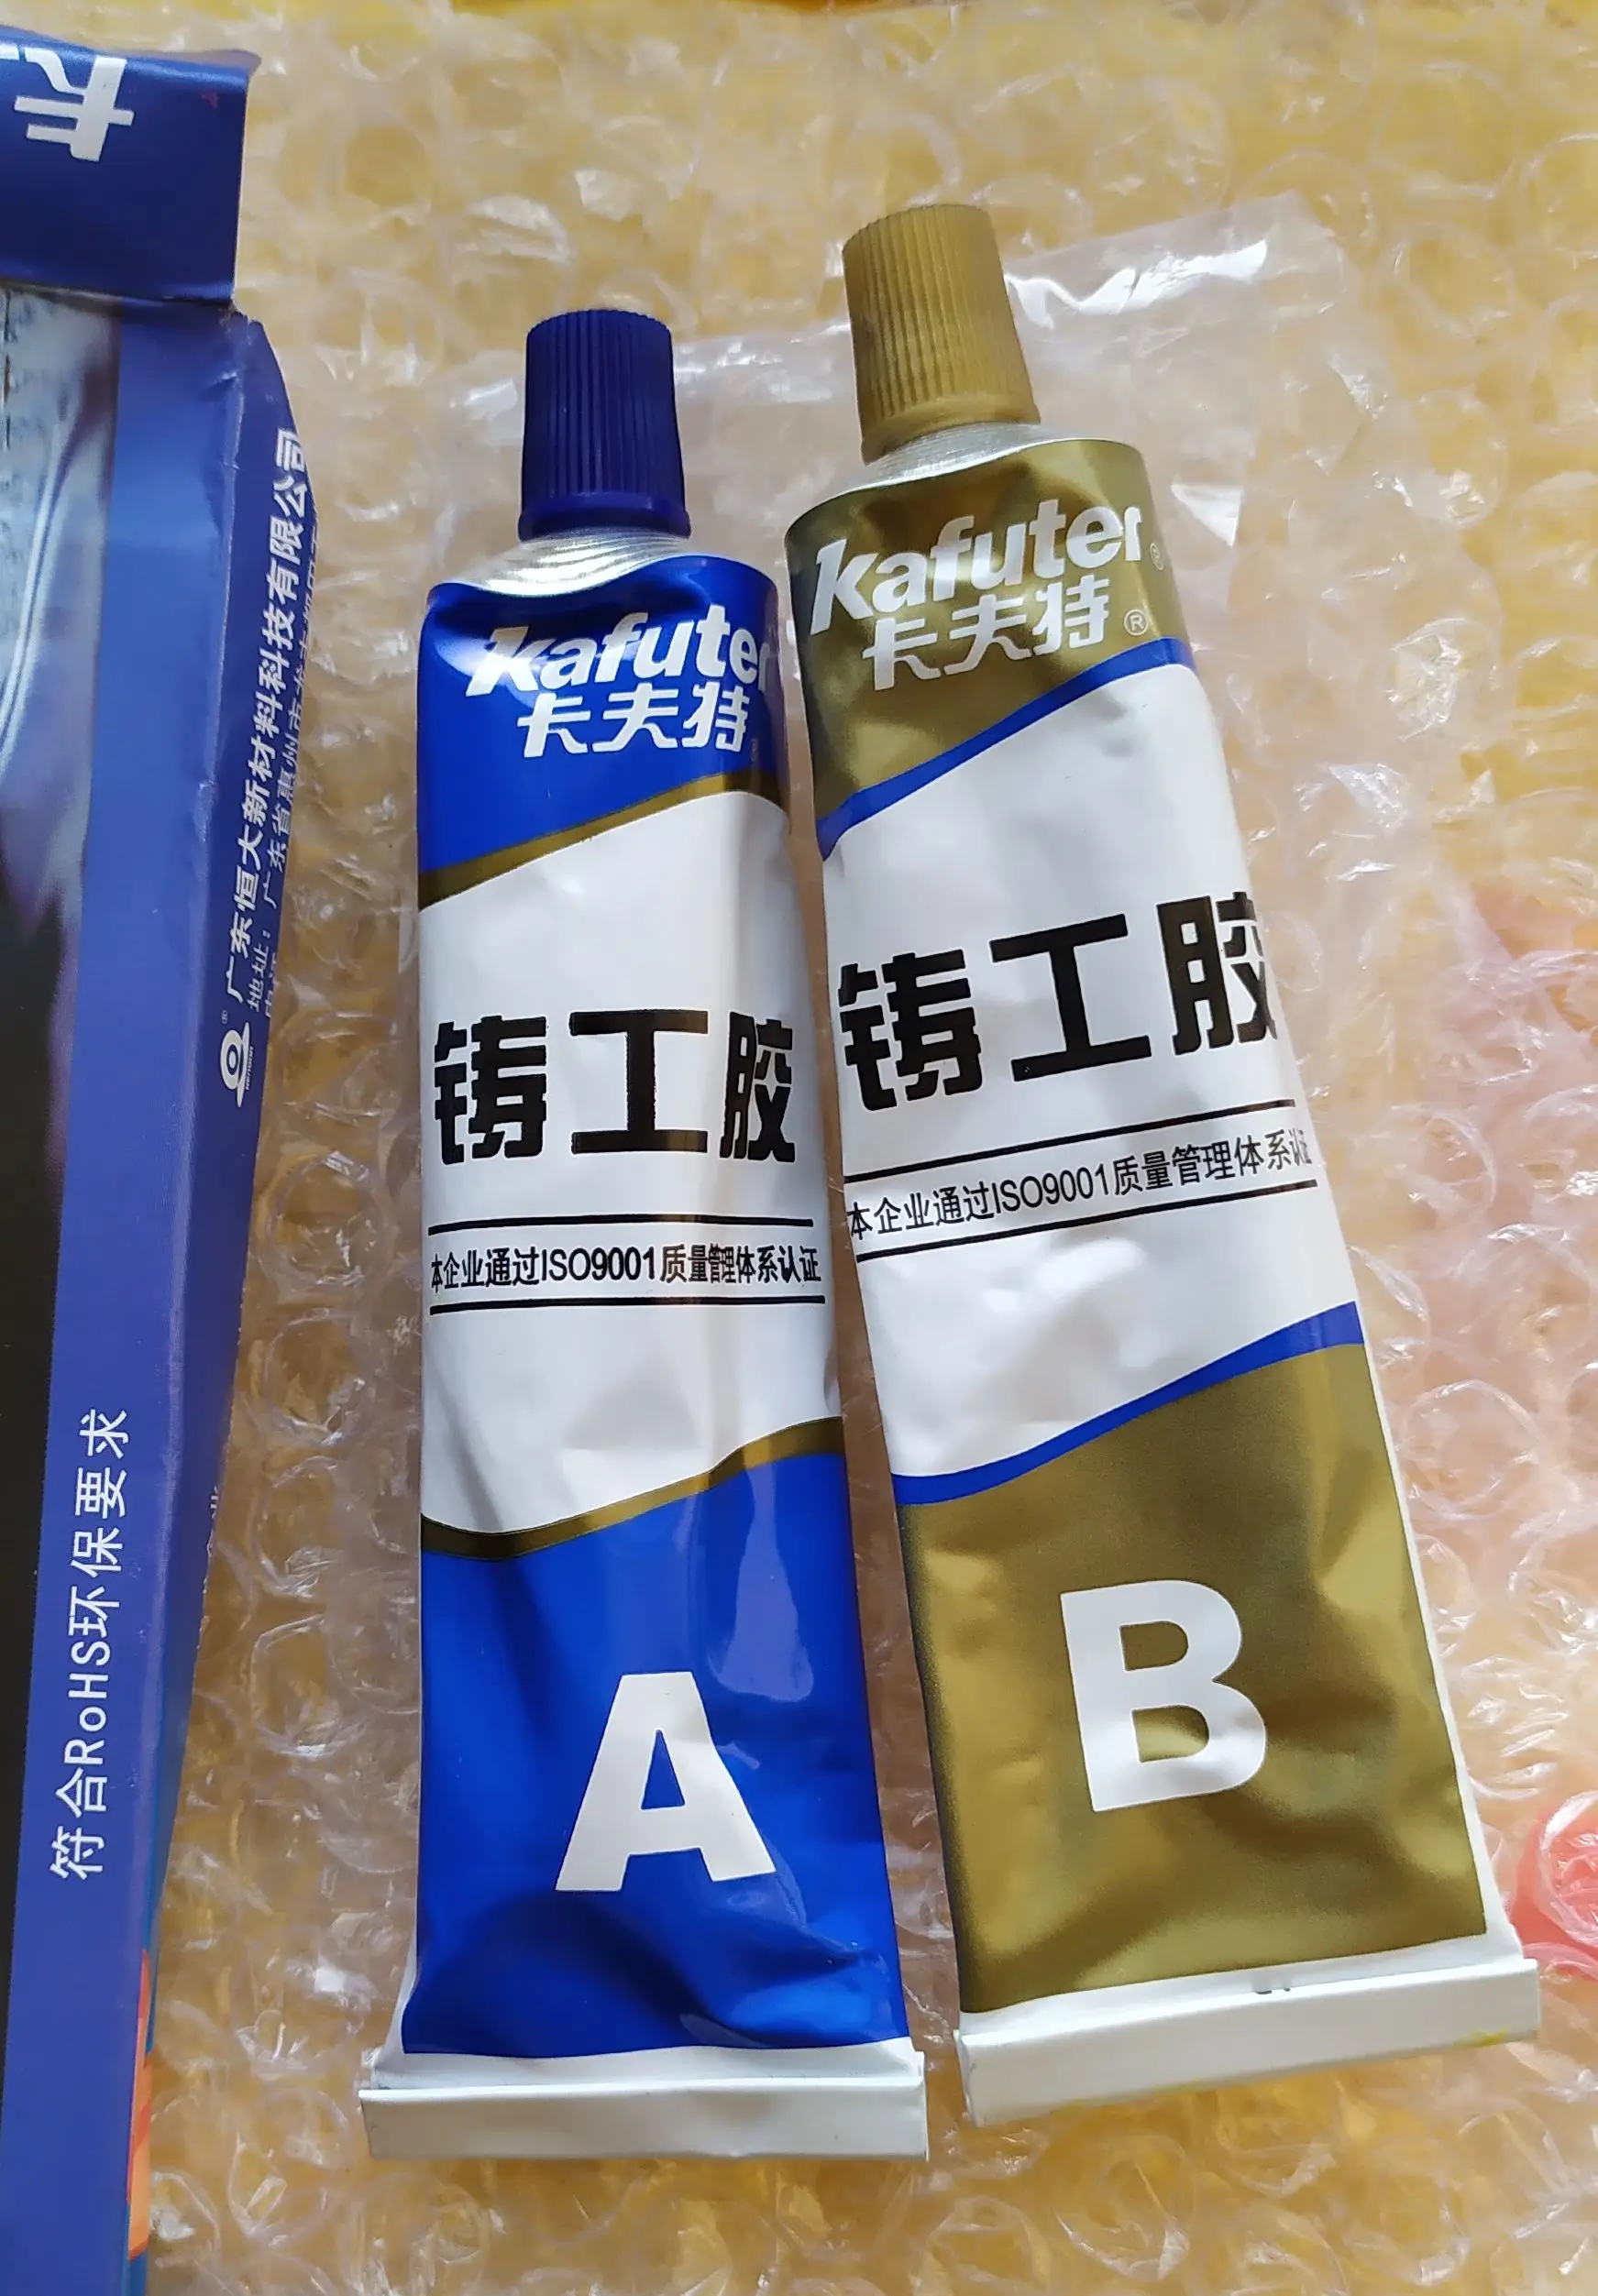 广东恒大新材料科技有限公司
地址：广东省惠州市
符合RoHS环保要求
Kafuter
卡夫特
铸工胶
本企业通过ISO9001质量管理体系认证
A
Kafuter
卡夫特®
铸工胶
本企业通过ISO9001质量管理体系认证
B